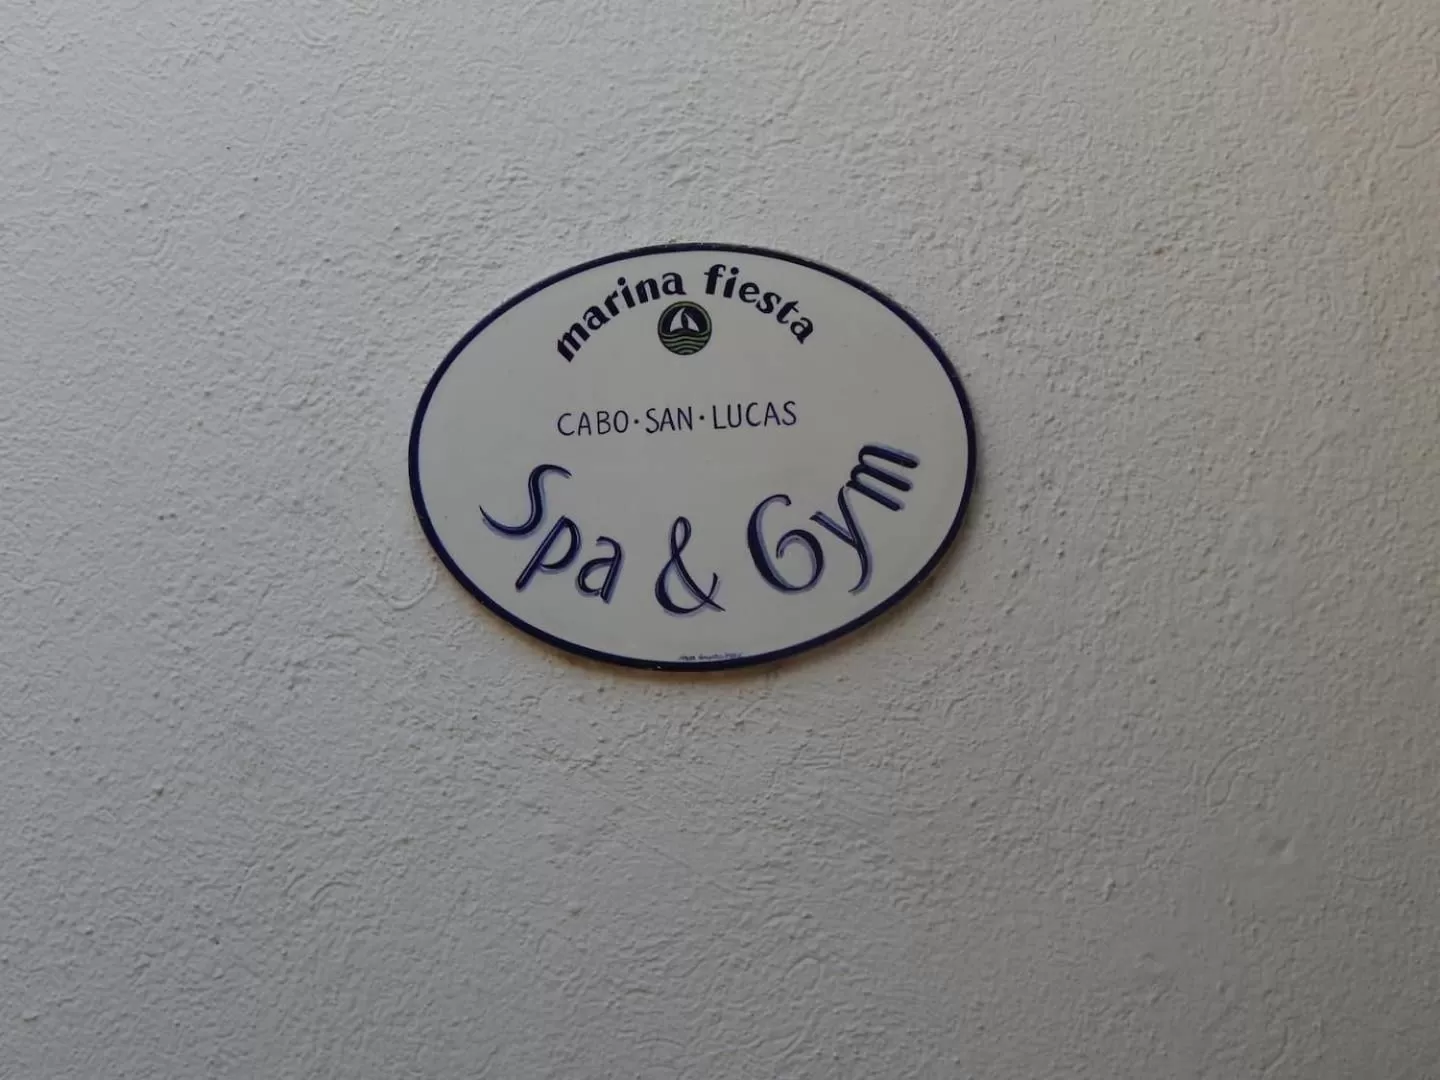 marina fiesta
CABO·SAN·LUCAS
Spa & Gym